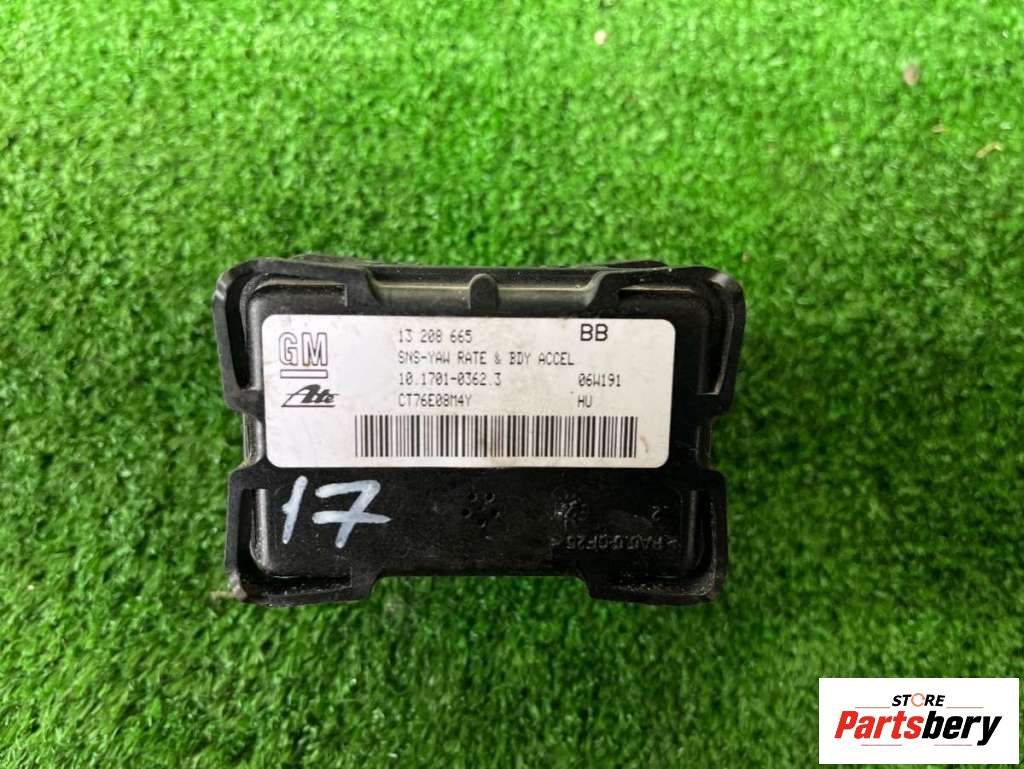 GM
13 208 665 BB
SNS-YAW RATE & BDY ACCEL
Ate
10.1701-0362.3 06W191
CT76E08M4Y HU
17
STORE
Partsbery